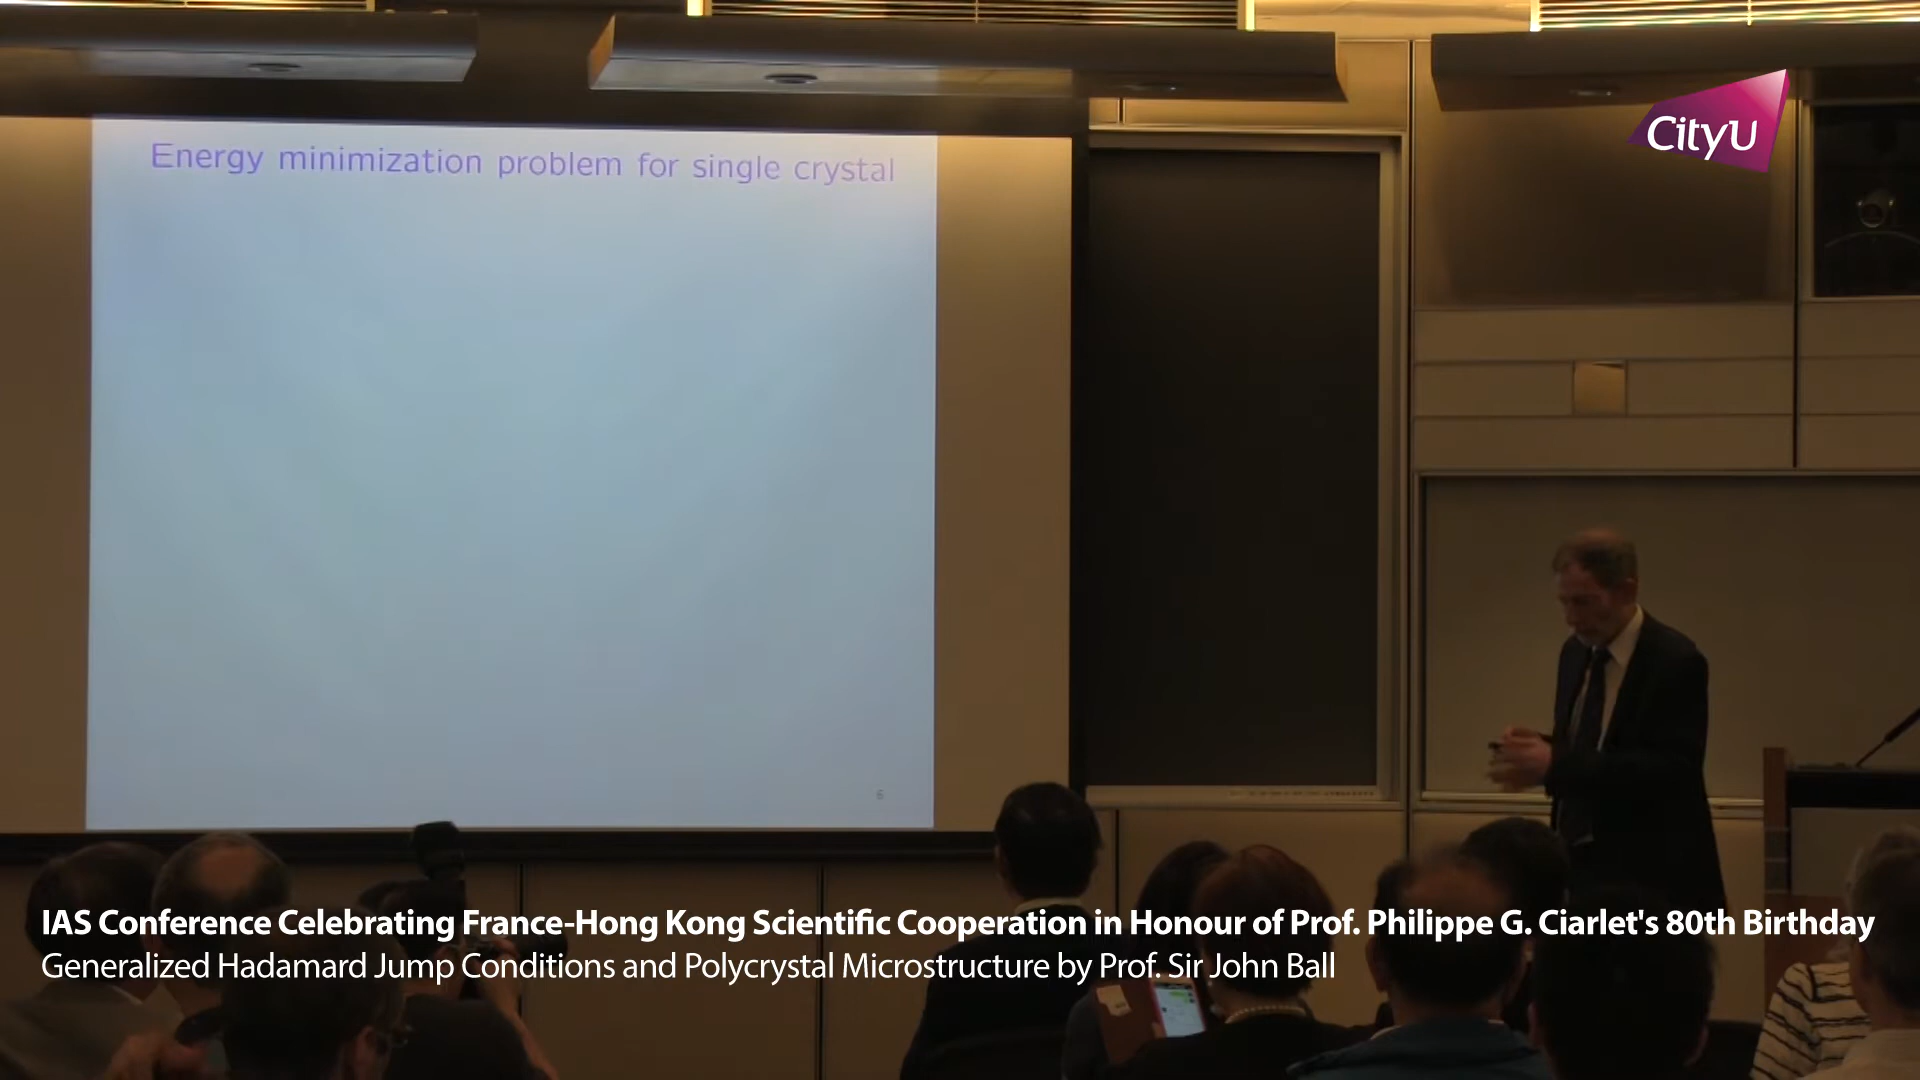 Energy minimization problem for single crystal
CityU
6
IAS Conference Celebrating France-Hong Kong Scientific Cooperation in Honour of Prof. Philippe G. Ciarlet's 80th Birthday
Generalized Hadamard Jump Conditions and Polycrystal Microstructure by Prof. Sir John Ball